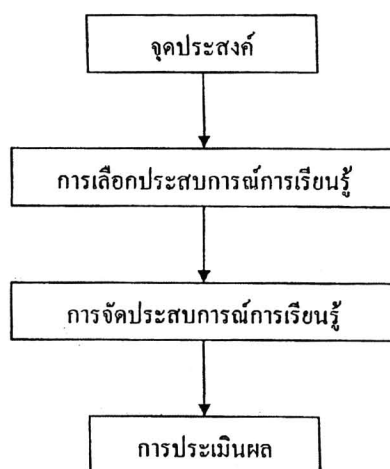 จุดประสงค์
การเลือกประสบการณ์การเรียนรู้
การจัดประสบการณ์การเรียนรู้
การประเมินผล